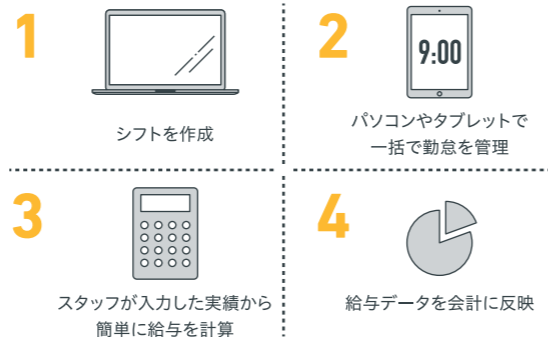 1
シフトを作成
2
9:00
パソコンやタブレットで
一括で勤怠を管理
3
スタッフが入力した実績から
簡単に給与を計算
4
給与データを会計に反映